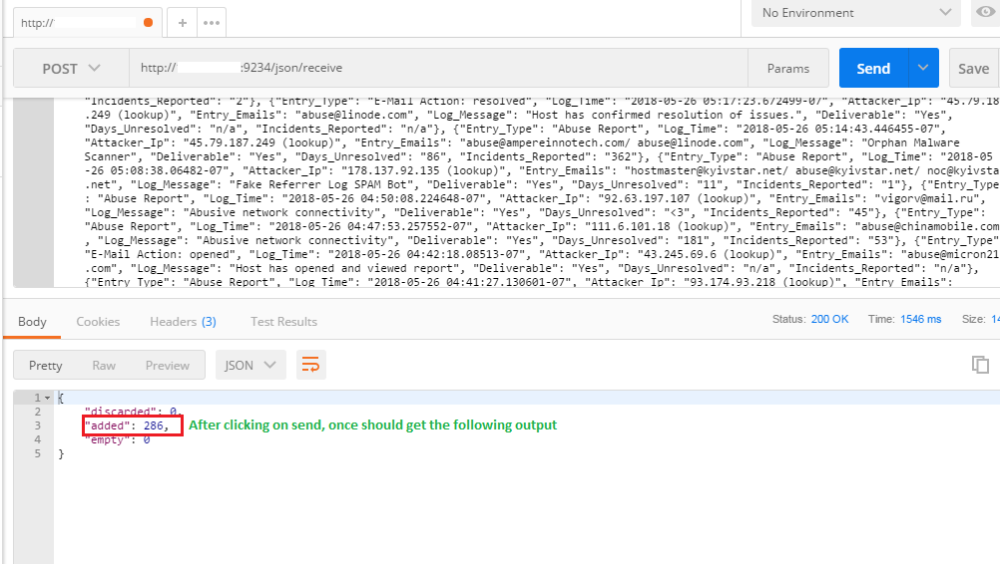 http://
+
•••
No Environment
POST
http:// :9234/json/receive
Params
Send
Save
"Incidents_Reported": "2"}, {"Entry_Type": "E-Mail Action: resolved", "Log_Time": "2018-05-26 05:17:23.672499-07", "Attacker_Ip": "45.79.18
.249 (lookup)", "Entry_Emails": "abuse@linode.com", "Log_Message": "Host has confirmed resolution of issues.", "Deliverable": "Yes",
"Days_Unresolved": "n/a", "Incidents_Reported": "n/a"}, {"Entry_Type": "Abuse Report", "Log_Time": "2018-05-26 05:14:43.446455-07",
"Attacker_Ip": "45.79.187.249 (lookup)", "Entry_Emails": "abuse@ampereinnotech.com/ abuse@linode.com", "Log_Message": "Orphan Malware
Scanner", "Deliverable": "Yes", "Days_Unresolved": "86", "Incidents_Reported": "362"}, {"Entry_Type": "Abuse Report", "Log_Time": "2018-05
-26 05:08:38.06482-07", "Attacker_Ip": "178.137.92.135 (lookup)", "Entry_Emails": "hostmaster@kyivstar.net/ abuse@kyivstar.net/ noc@kyivsta
.net", "Log_Message": "Fake Referrer Log SPAM Bot", "Deliverable": "Yes", "Days_Unresolved": "11", "Incidents_Reported": "1"}, {"Entry_Type
: "Abuse Report", "Log_Time": "2018-05-26 04:50:08.224648-07", "Attacker_Ip": "92.63.197.107 (lookup)", "Entry_Emails": "vigorv@mail.ru",
"Log_Message": "Abusive network connectivity", "Deliverable": "Yes", "Days_Unresolved": "<3", "Incidents_Reported": "45"}, {"Entry_Type":
"Abuse Report", "Log_Time": "2018-05-26 04:47:53.257552-07", "Attacker_Ip": "111.6.101.18 (lookup)", "Entry_Emails": "abuse@chinamobile.com
, "Log_Message": "Abusive network connectivity", "Deliverable": "Yes", "Days_Unresolved": "181", "Incidents_Reported": "53"}, {"Entry_Type"
"E-Mail Action: opened", "Log_Time": "2018-05-26 04:42:18.08513-07", "Attacker_Ip": "43.245.69.6 (lookup)", "Entry_Emails": "abuse@micron21
.com", "Log_Message": "Host has opened and viewed report", "Deliverable": "Yes", "Days_Unresolved": "n/a", "Incidents_Reported": "n/a"},
{"Entry_Type": "Abuse Report", "Log_Time": "2018-05-26 04:41:27.130601-07", "Attacker_Ip": "93.174.93.218 (lookup)", "Entry_Emails":
Body
Cookies
Headers (3)
Test Results
Status: 200 OK
Time: 1546 ms
Size: 14
Pretty
Raw
Preview
JSON
1 {
2 "discarded": 0,
3 "added": 286,
After clicking on send, once should get the following output
4 "empty": 0
5 }